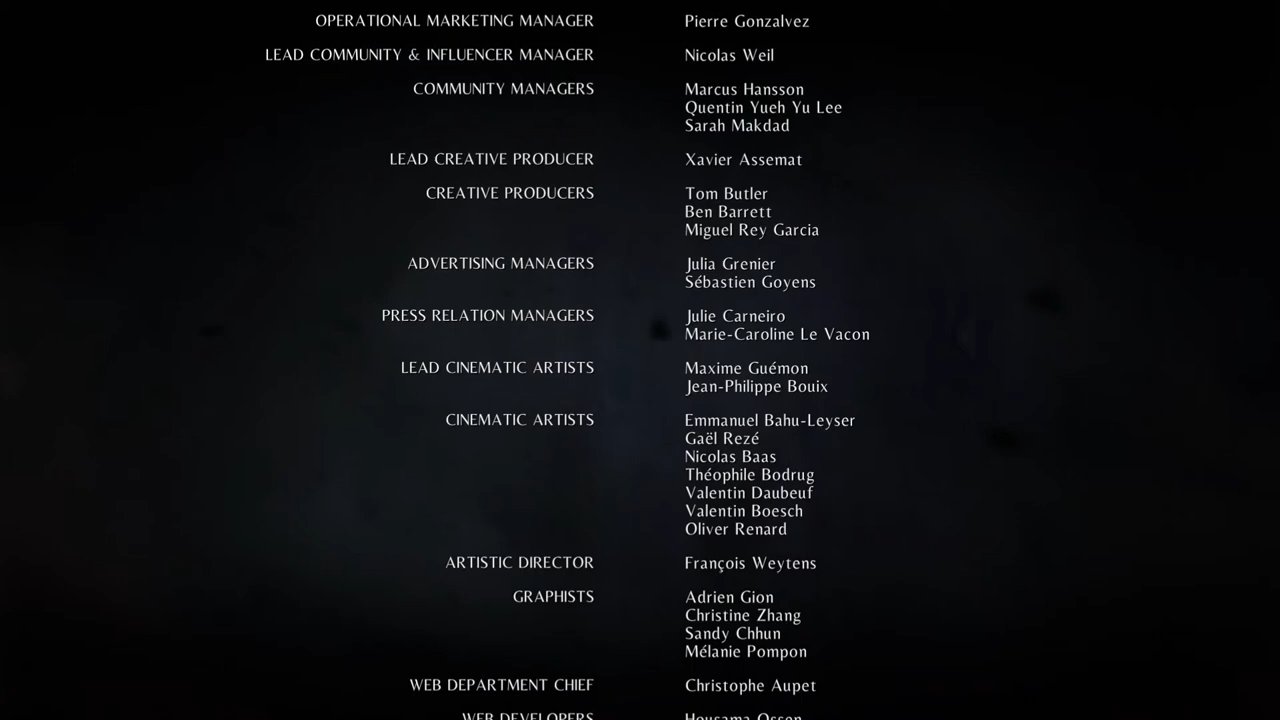 OPERATIONAL MARKETING MANAGER Pierre Gonzalvez
LEAD COMMUNITY & INFLUENCER MANAGER Nicolas Weil
COMMUNITY MANAGERS Marcus Hansson
Quentin Yueh Yu Lee
Sarah Makdad
LEAD CREATIVE PRODUCER Xavier Assemat
CREATIVE PRODUCERS Tom Butler
Ben Barrett
Miguel Rey Garcia
ADVERTISING MANAGERS Julia Grenier
Sébastien Goyens
PRESS RELATION MANAGERS Julie Carneiro
Marie-Caroline Le Vacon
LEAD CINEMATIC ARTISTS Maxime Guémon
Jean-Philippe Bouix
CINEMATIC ARTISTS Emmanuel Bahu-Leyser
Gaël Rezé
Nicolas Baas
Théophile Bodrug
Valentin Daubeuf
Valentin Boesch
Oliver Renard
ARTISTIC DIRECTOR François Weytens
GRAPHISTS Adrien Gion
Christine Zhang
Sandy Chhun
Mélanie Pompon
WEB DEPARTMENT CHIEF Christophe Aupet
WEB DEVELOPERS